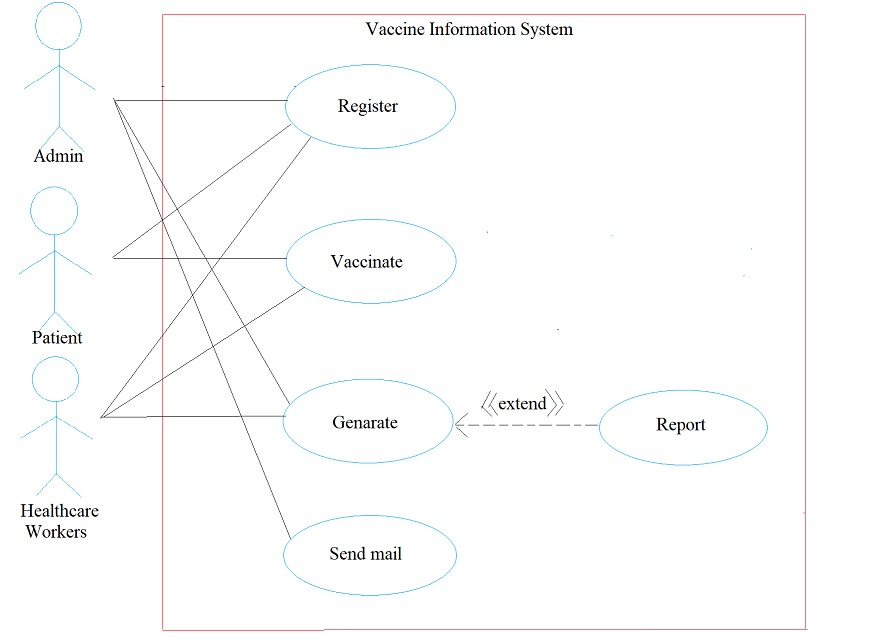 Vaccine Information System
Register
Admin
Vaccinate
Patient
<<extend>>
Genarate
Report
Healthcare
Workers
Send mail